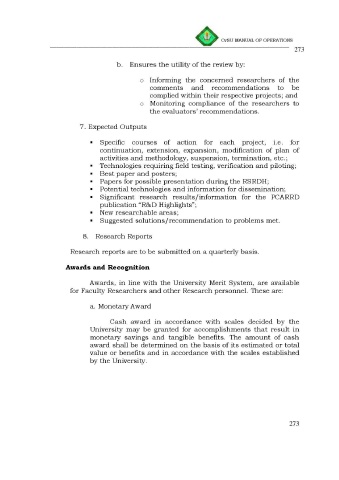 CvSU MANUAL OF OPERATIONS
273
b. Ensures the utility of the review by:
o Informing the concerned researchers of the
comments and recommendations to be
complied within their respective projects; and
o Monitoring compliance of the researchers to
the evaluators' recommendations.
7. Expected Outputs
▪ Specific courses of action for each project, i.e. for
continuation, extension, expansion, modification of plan of
activities and methodology, suspension, termination, etc.;
▪ Technologies requiring field testing, verification and piloting;
▪ Best paper and posters;
▪ Papers for possible presentation during the RSRDH;
▪ Potential technologies and information for dissemination;
▪ Significant research results/information for the PCARRD
publication "R&D Highlights";
▪ New researchable areas;
▪ Suggested solutions/recommendation to problems met.
8. Research Reports
Research reports are to be submitted on a quarterly basis.
Awards and Recognition
Awards, in line with the University Merit System, are available
for Faculty Researchers and other Research personnel. These are:
a. Monetary Award
Cash award in accordance with scales decided by the
University may be granted for accomplishments that result in
monetary savings and tangible benefits. The amount of cash
award shall be determined on the basis of its estimated or total
value or benefits and in accordance with the scales established
by the University.
273